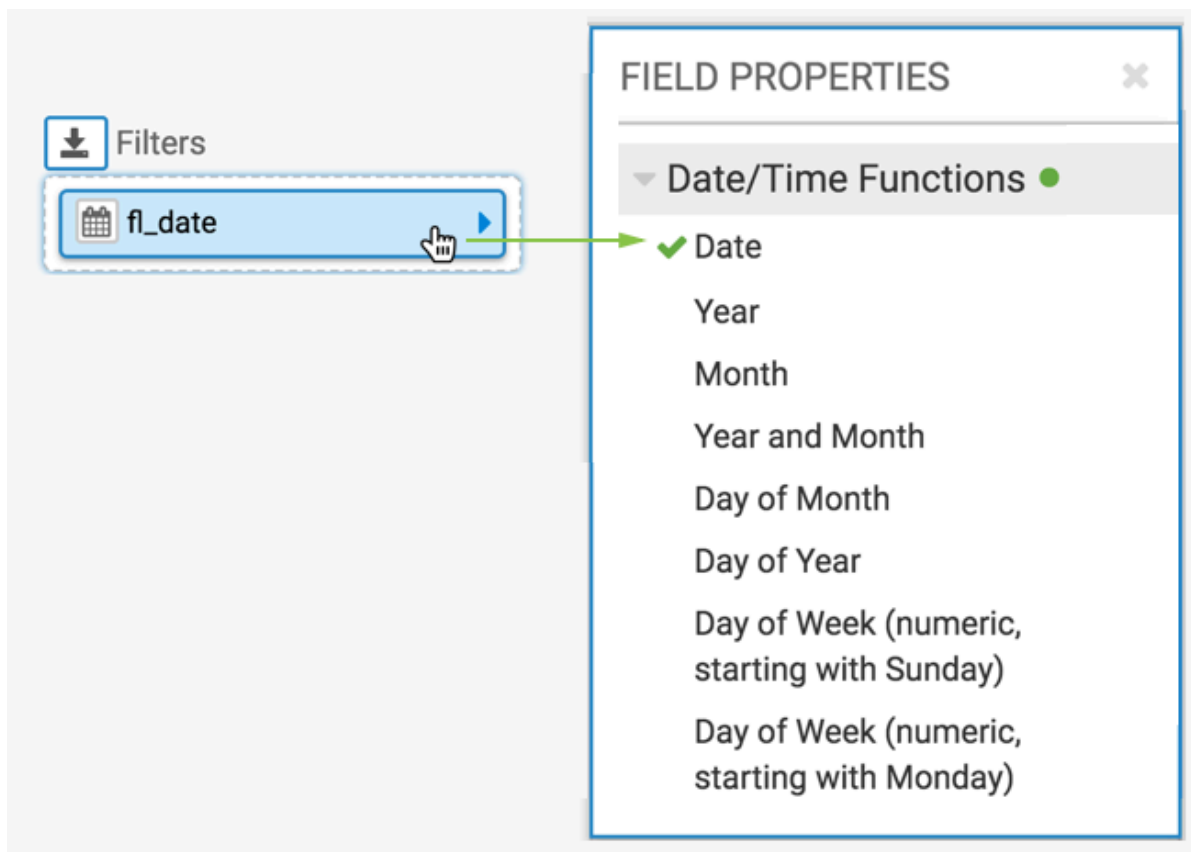 Filters
fl_date
FIELD PROPERTIES
Date/Time Functions
Date
Year
Month
Year and Month
Day of Month
Day of Year
Day of Week (numeric,
starting with Sunday)
Day of Week (numeric,
starting with Monday)